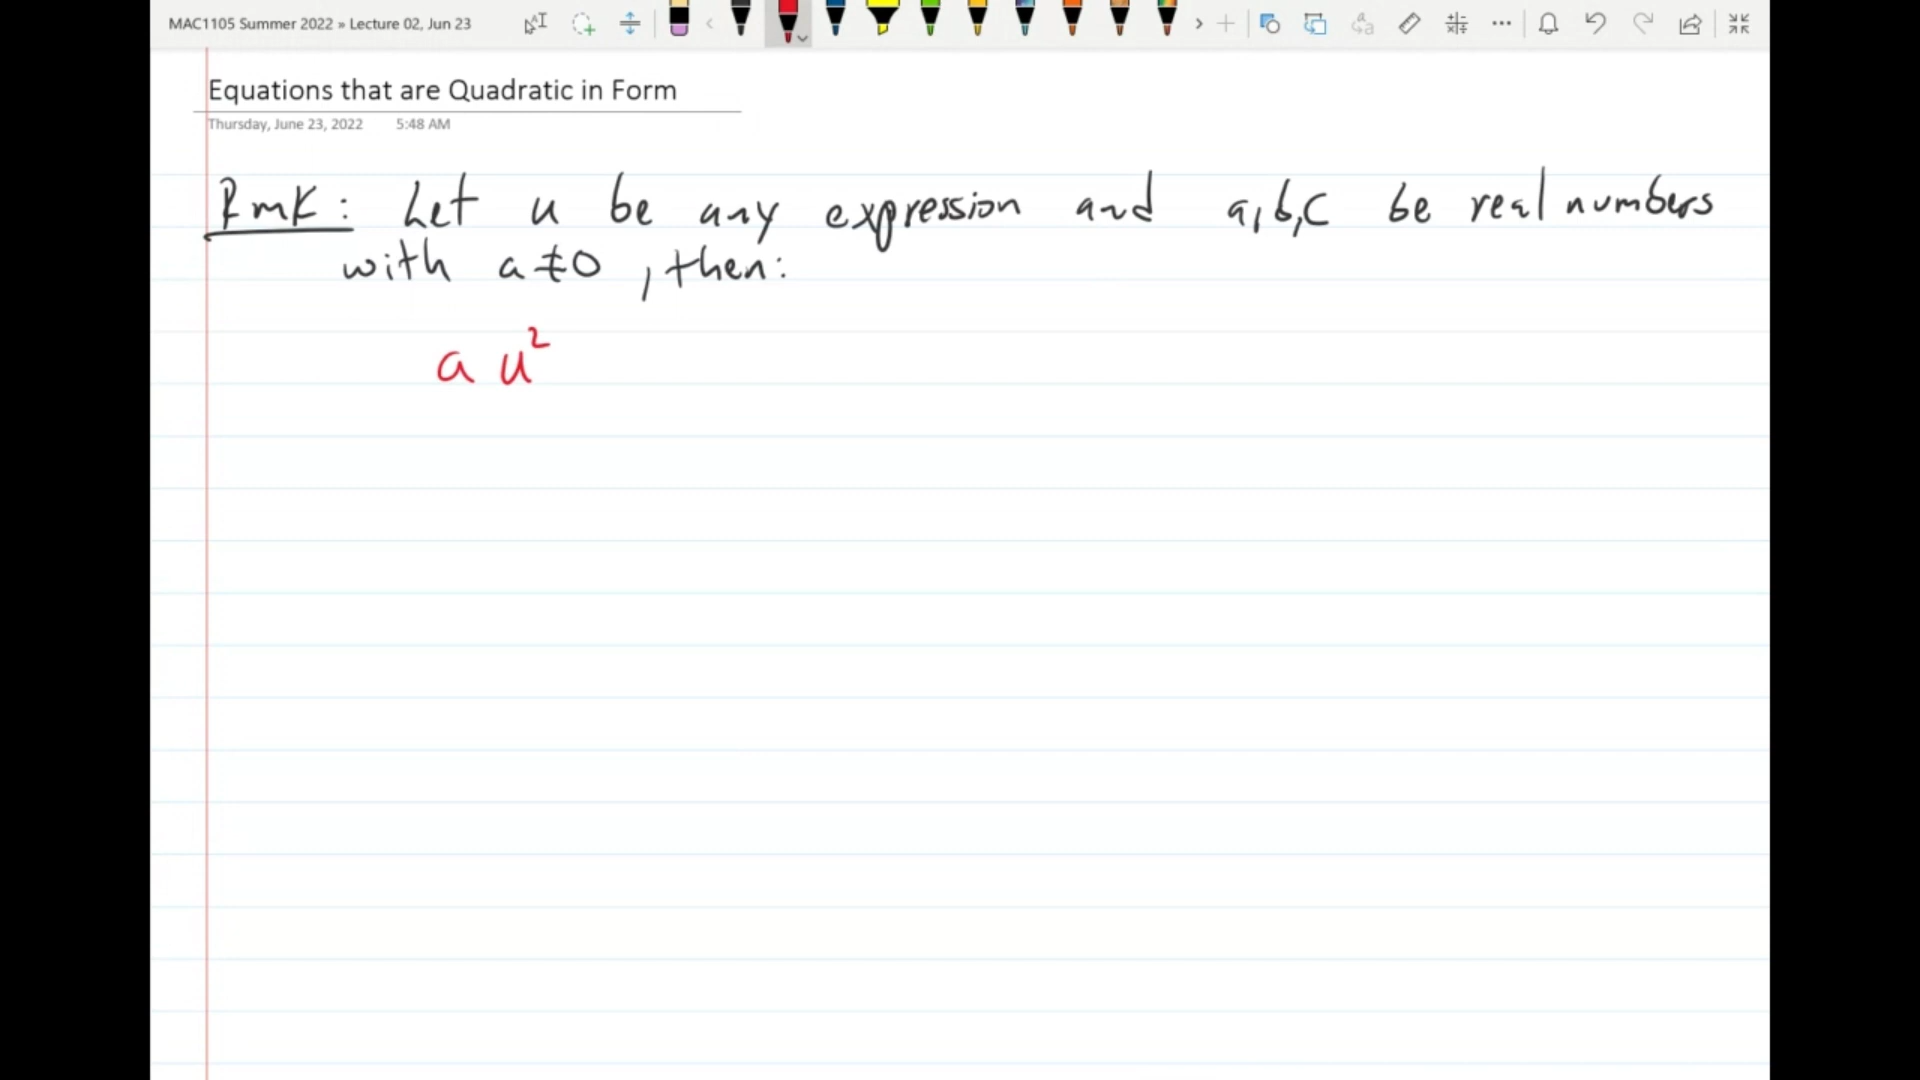 MAC1105 Summer 2022 » Lecture 02, Jun 23
Equations that are Quadratic in Form
Thursday, June 23, 2022 5:48 AM
Rmk: Let u be any expression and a,b,c be real numbers
with a≠0, then:
a u²